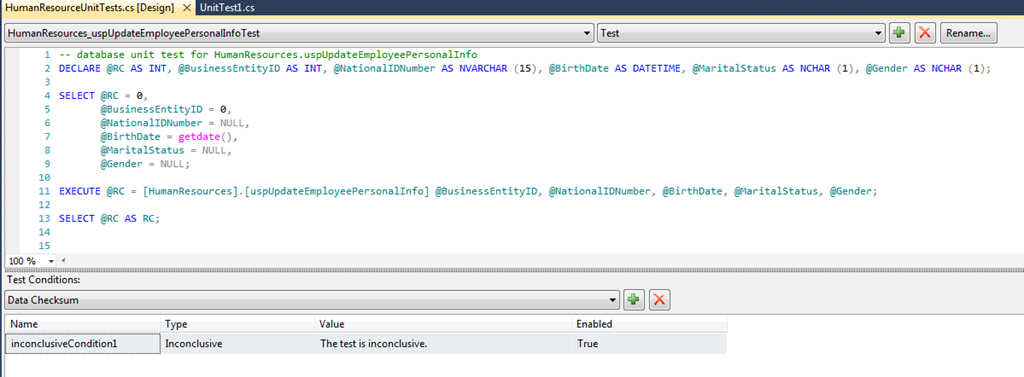 HumanResourceUnitTests.cs [Design] UnitTest1.cs
HumanResources_uspUpdateEmployeePersonalInfoTest Test Rename...
1 -- database unit test for HumanResources.uspUpdateEmployeePersonalInfo
2 DECLARE @RC AS INT, @BusinessEntityID AS INT, @NationalIDNumber AS NVARCHAR (15), @BirthDate AS DATETIME, @MaritalStatus AS NCHAR (1), @Gender AS NCHAR (1);
3
4 SELECT @RC = 0,
5 @BusinessEntityID = 0,
6 @NationalIDNumber = NULL,
7 @BirthDate = getdate(),
8 @MaritalStatus = NULL,
9 @Gender = NULL;
10
11 EXECUTE @RC = [HumanResources].[uspUpdateEmployeePersonalInfo] @BusinessEntityID, @NationalIDNumber, @BirthDate, @MaritalStatus, @Gender;
12
13 SELECT @RC AS RC;
14
15
100 %
Test Conditions:
Data Checksum
Name Type Value Enabled
inconclusiveCondition1 Inconclusive The test is inconclusive. True